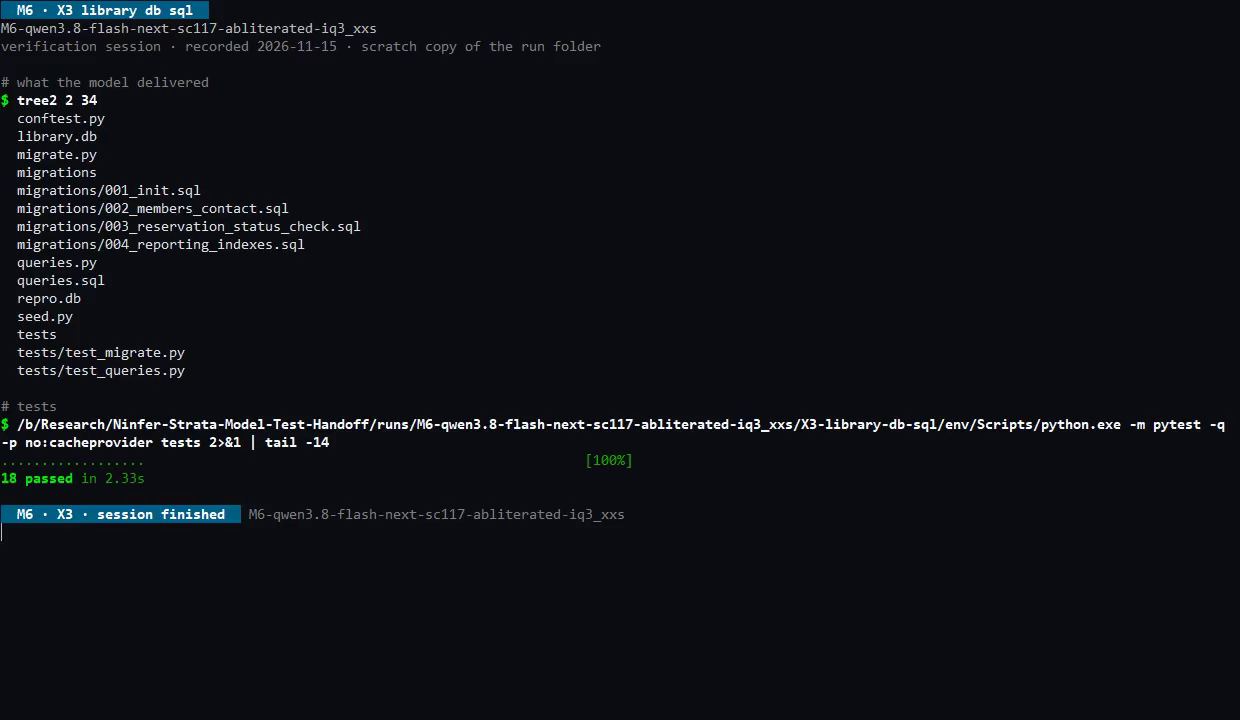 M6 · X3 library db sql
M6-qwen3.8-flash-next-sc117-abliterated-iq3_xxs
verification session · recorded 2026-11-15 · scratch copy of the run folder
# what the model delivered
$ tree2 2 34
conftest.py
library.db
migrate.py
migrations
migrations/001_init.sql
migrations/002_members_contact.sql
migrations/003_reservation_status_check.sql
migrations/004_reporting_indexes.sql
queries.py
queries.sql
repro.db
seed.py
tests
tests/test_migrate.py
tests/test_queries.py
# tests
$ /b/Research/Ninfer-Strata-Model-Test-Handoff/runs/M6-qwen3.8-flash-next-sc117-abliterated-iq3_xxs/X3-library-db-sql/env/Scripts/python.exe -m pytest -q
-p no:cacheprovider tests 2>&1 | tail -14
.................. [100%]
18 passed in 2.33s
M6 · X3 · session finished M6-qwen3.8-flash-next-sc117-abliterated-iq3_xxs